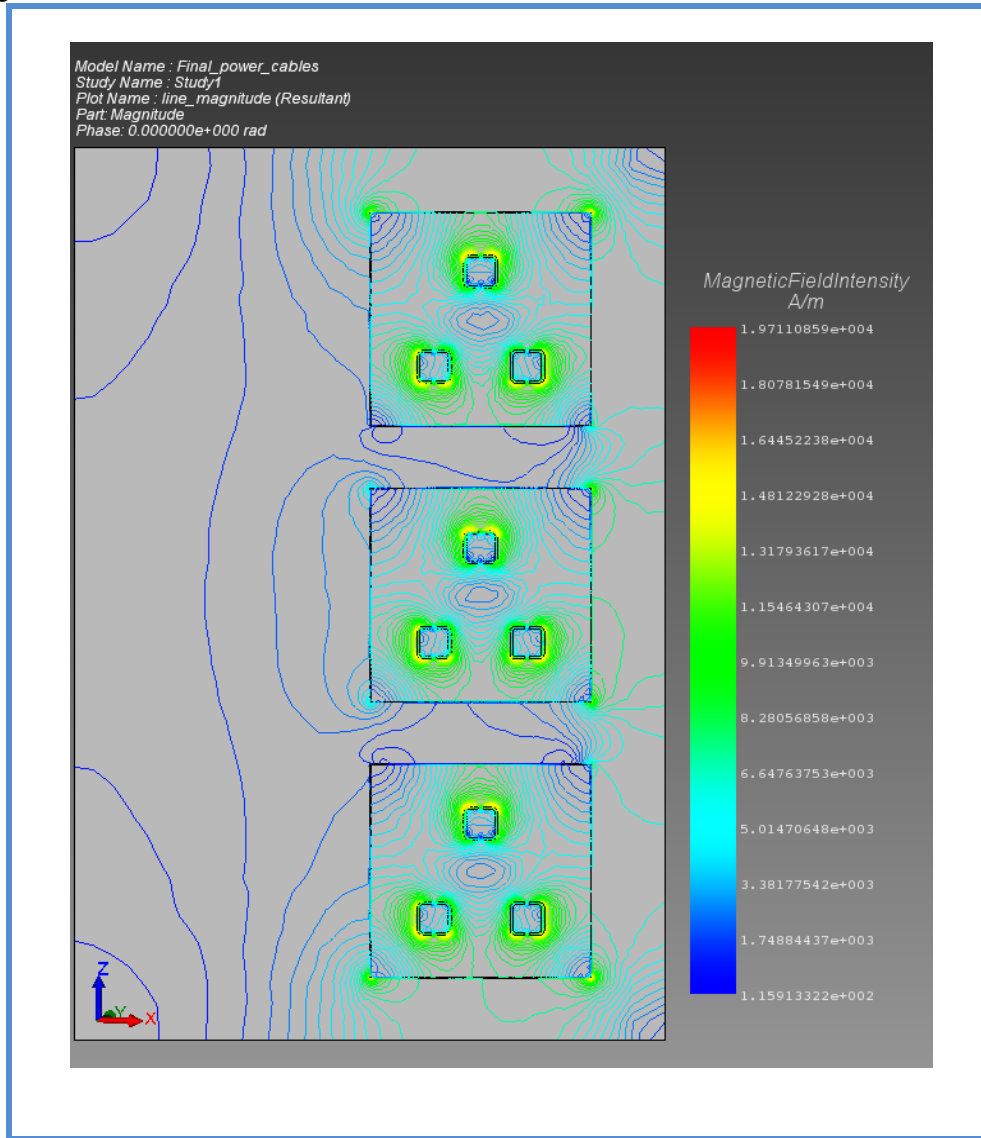 Model Name : Final_power_cables
Study Name : Study1
Plot Name : line_magnitude (Resultant)
Part: Magnitude
Phase: 0.000000e+000 rad
MagneticFieldIntensity
A/m
1.97110859e+004
1.80781549e+004
1.64452238e+004
1.48122928e+004
1.31793617e+004
1.15464307e+004
9.91349963e+003
8.28056858e+003
6.64763753e+003
5.01470648e+003
3.38177542e+003
1.74884437e+003
1.15913322e+002
Z
Y
X